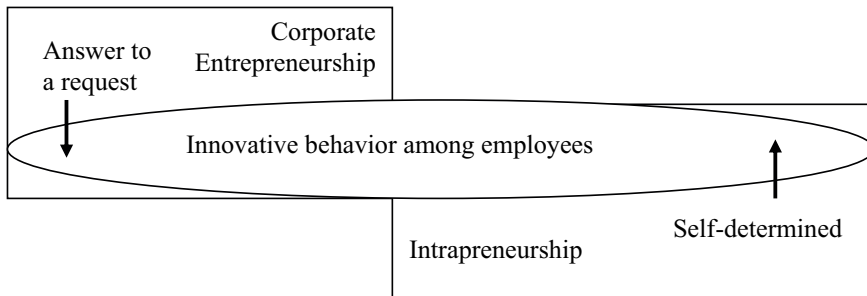 Corporate
Entrepreneurship
Answer to
a request
Innovative behavior among employees
Self-determined
Intrapreneurship